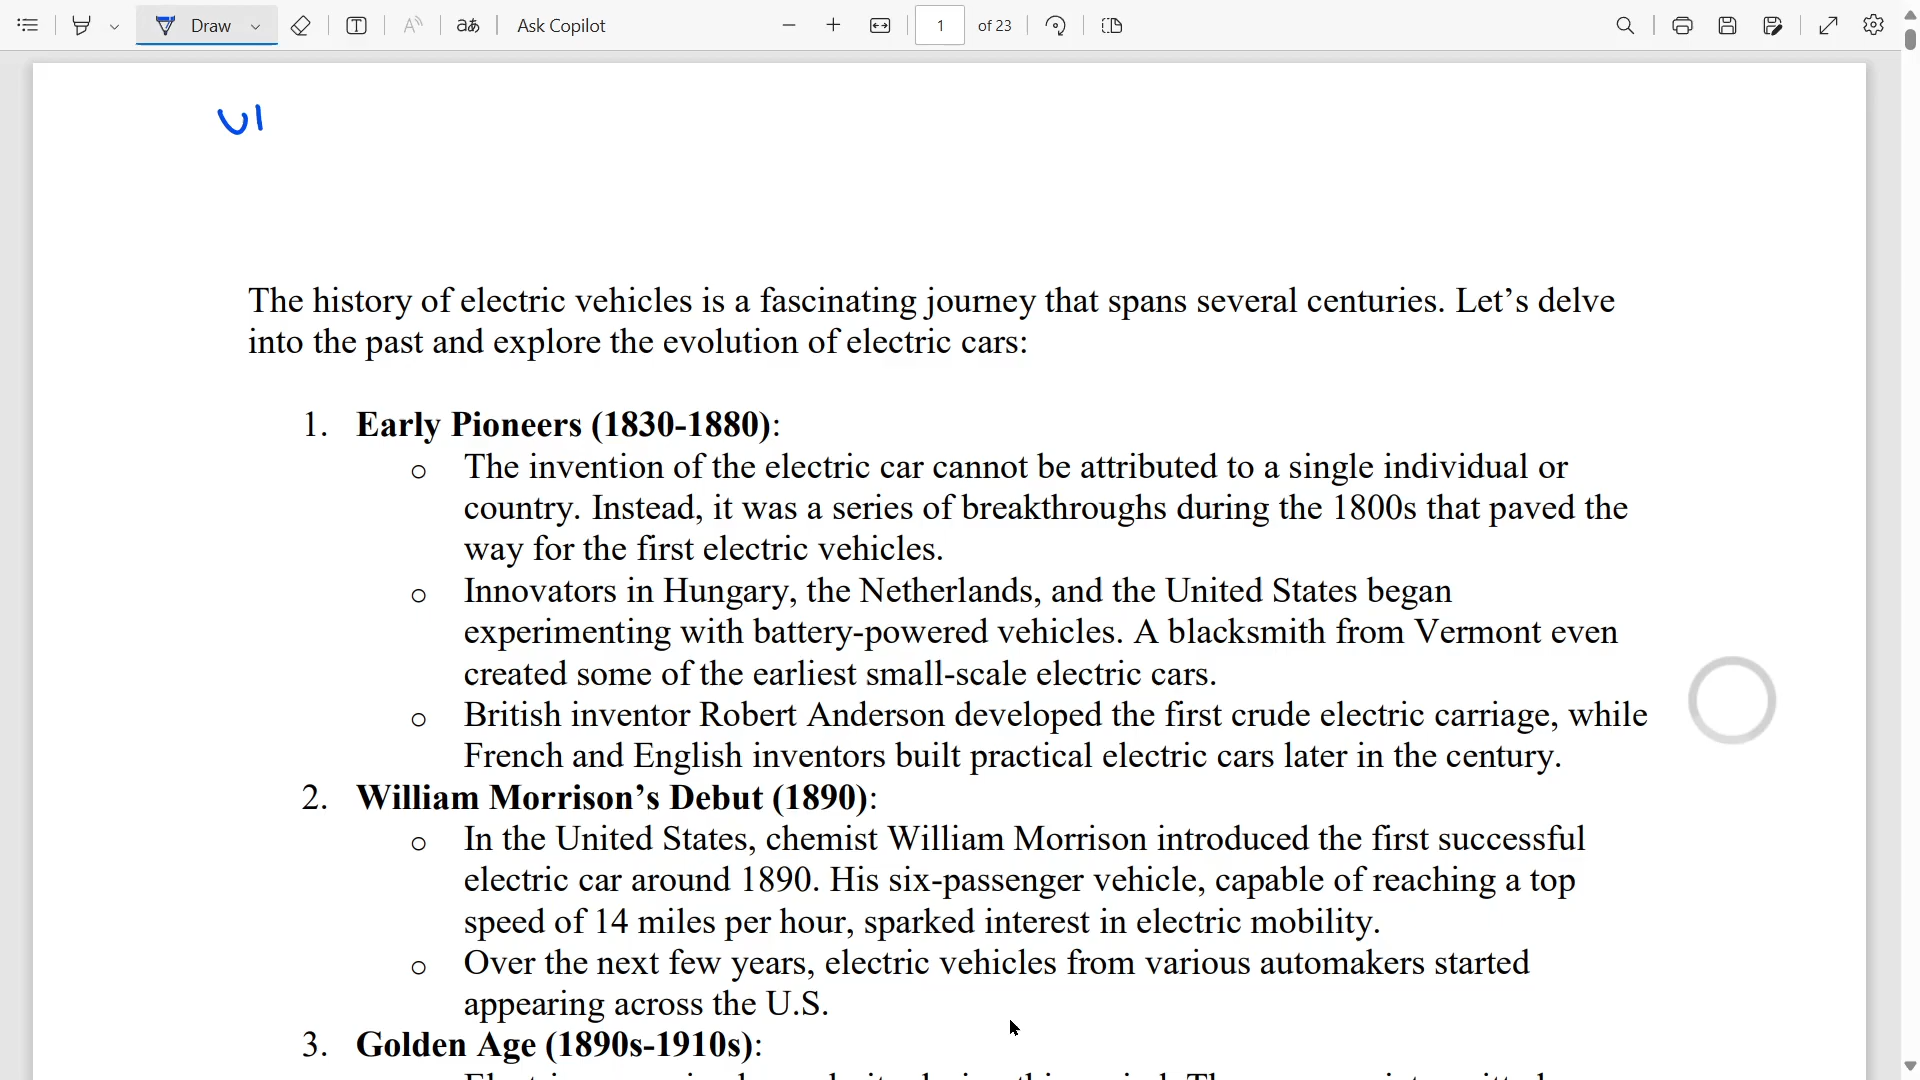 Draw
Ask Copilot
1 of 23
The history of electric vehicles is a fascinating journey that spans several centuries. Let’s delve
into the past and explore the evolution of electric cars:
1. Early Pioneers (1830-1880):
o The invention of the electric car cannot be attributed to a single individual or
country. Instead, it was a series of breakthroughs during the 1800s that paved the
way for the first electric vehicles.
o Innovators in Hungary, the Netherlands, and the United States began
experimenting with battery-powered vehicles. A blacksmith from Vermont even
created some of the earliest small-scale electric cars.
o British inventor Robert Anderson developed the first crude electric carriage, while
French and English inventors built practical electric cars later in the century.
2. William Morrison’s Debut (1890):
o In the United States, chemist William Morrison introduced the first successful
electric car around 1890. His six-passenger vehicle, capable of reaching a top
speed of 14 miles per hour, sparked interest in electric mobility.
o Over the next few years, electric vehicles from various automakers started
appearing across the U.S.
3. Golden Age (1890s-1910s):